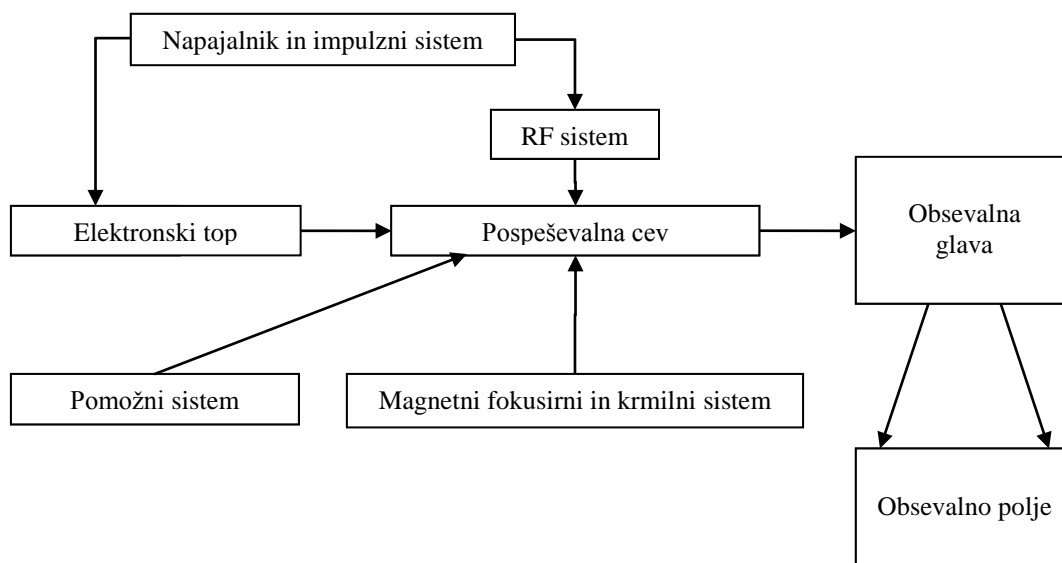 Napajalnik in impulzni sistem
RF sistem
Elektronski top
Pospeševalna cev
Obsevalna
glava
Pomožni sistem
Magnetni fokusirni in krmilni sistem
Obsevalno polje